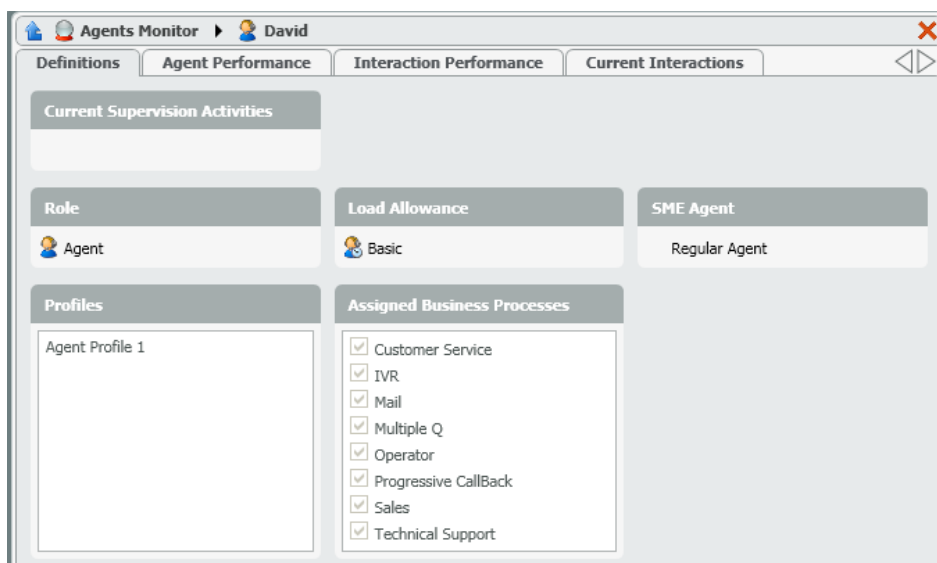 Agents Monitor David
Definitions Agent Performance Interaction Performance Current Interactions
Current Supervision Activities
Role Load Allowance SME Agent
Agent Basic Regular Agent
Profiles Assigned Business Processes
Agent Profile 1
Customer Service
IVR
Mail
Multiple Q
Operator
Progressive CallBack
Sales
Technical Support